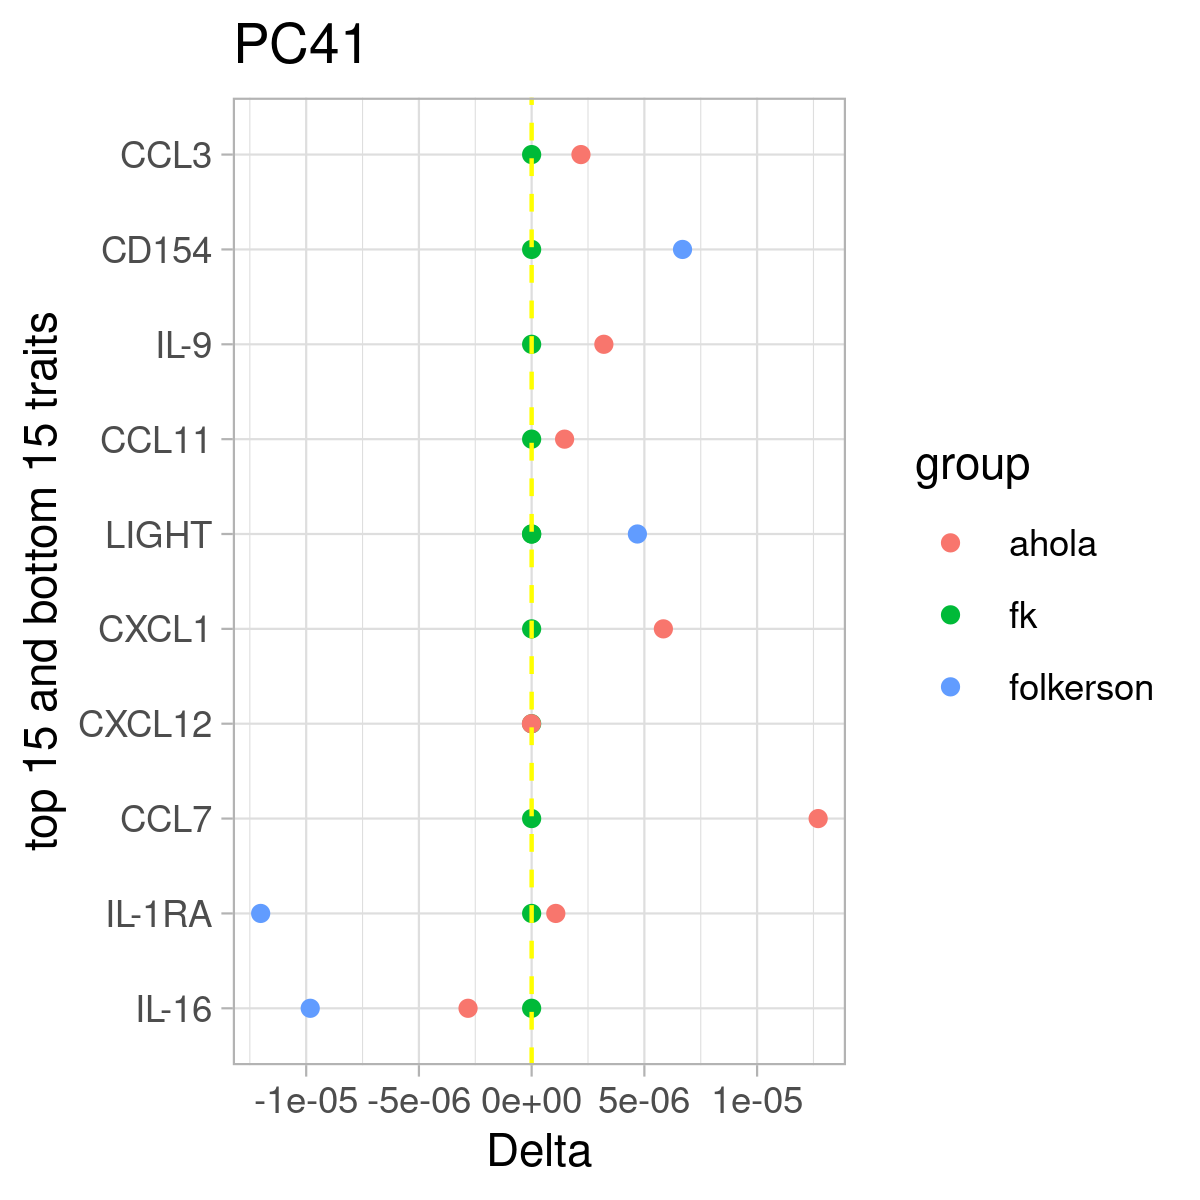 PC41
top 15 and bottom 15 traits
CCL3
CD154
IL-9
CCL11
LIGHT
CXCL1
CXCL12
CCL7
IL-1RA
IL-16
-1e-05 -5e-06 0e+00 5e-06 1e-05
Delta
group
ahola
fk
folkerson